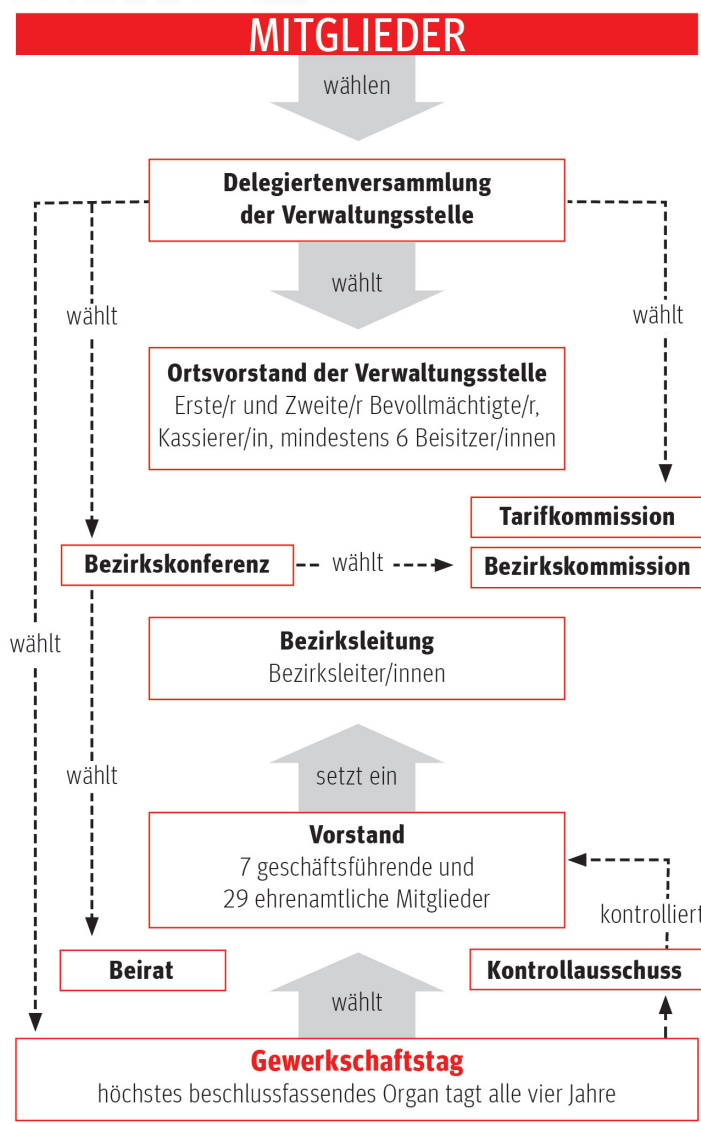 MITGLIEDER
wählen
Delegiertenversammlung
der Verwaltungsstelle
wählt
wählt
wählt
Ortsvorstand der Verwaltungsstelle
Erste/r und Zweite/r Bevollmächtigte/r,
Kassierer/in, mindestens 6 Beisitzer/innen
Tarifkommission
Bezirkskonferenz
wählt
Bezirkskommission
Bezirksleitung
Bezirksleiter/innen
wählt
wählt
setzt ein
Vorstand
7 geschäftsführende und
29 ehrenamtliche Mitglieder
kontrolliert
Beirat
Kontrollausschuss
wählt
Gewerkschaftstag
höchstes beschlussfassendes Organ tagt alle vier Jahre